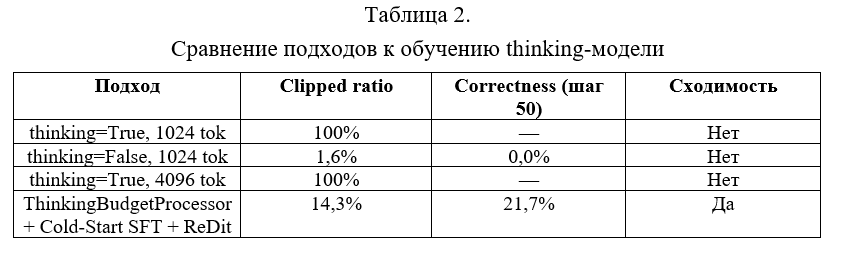 Таблица 2.
Сравнение подходов к обучению thinking-модели
Подход Clipped ratio Correctness (шаг 50) Сходимость
thinking=True, 1024 tok 100% — Нет
thinking=False, 1024 tok 1,6% 0,0% Нет
thinking=True, 4096 tok 100% — Нет
ThinkingBudgetProcessor 14,3% 21,7% Да
+ Cold-Start SFT + ReDit